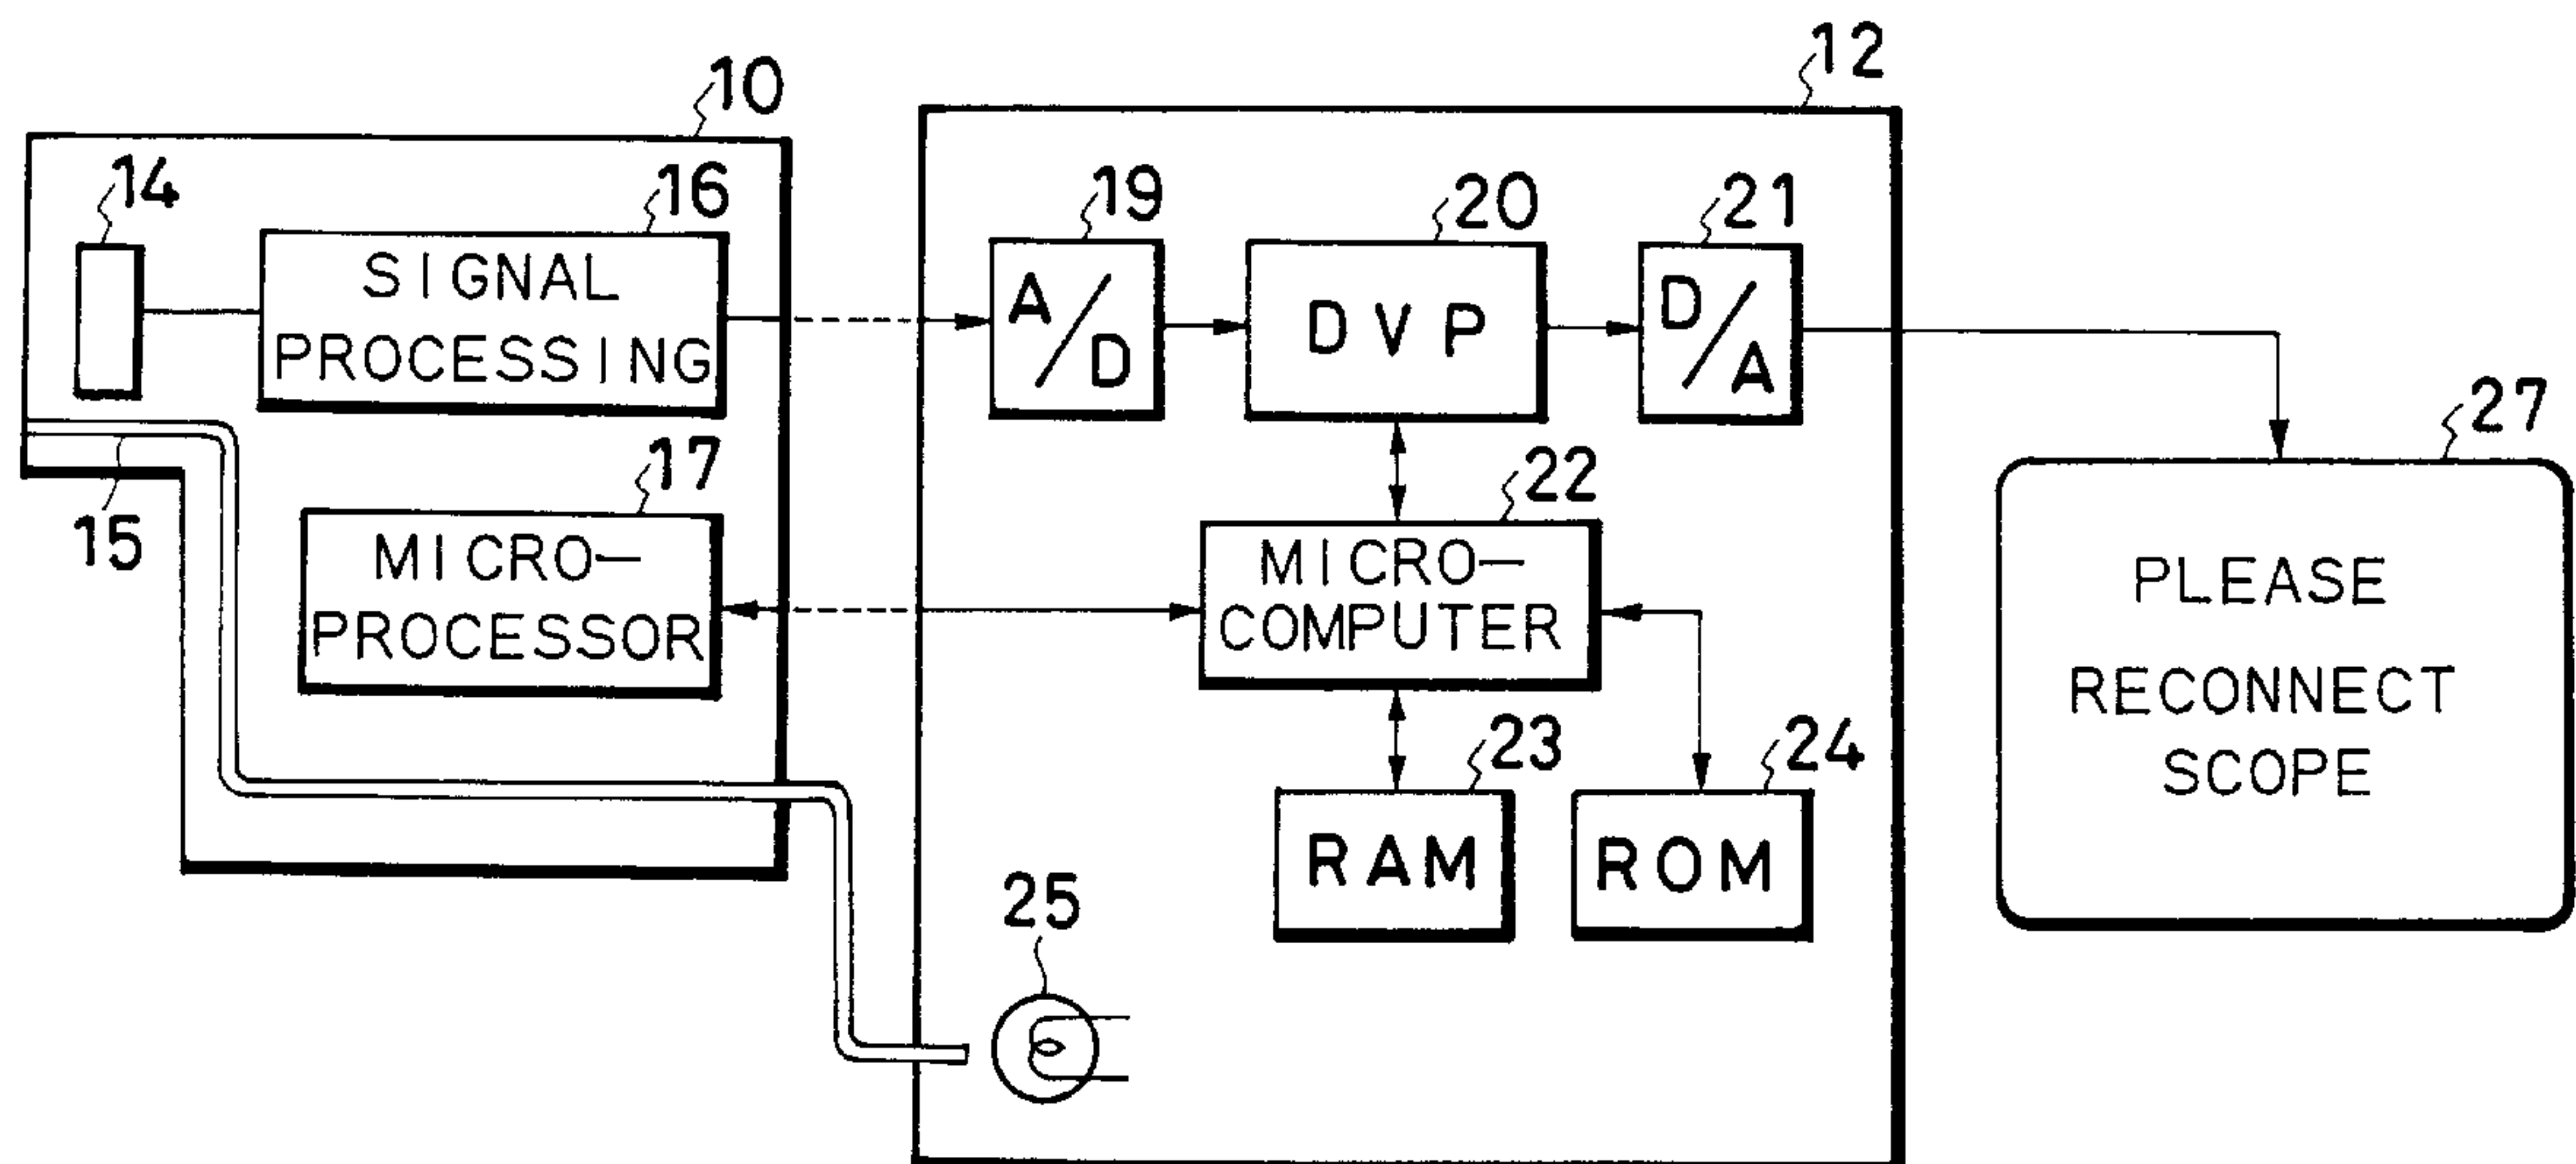 10
12
14
16
SIGNAL
PROCESSING
19
A/D
20
DVP
21
D/A
27
15
17
MICRO-
PROCESSOR
22
MICRO-
COMPUTER
PLEASE
RECONNECT
SCOPE
23
RAM
24
ROM
25